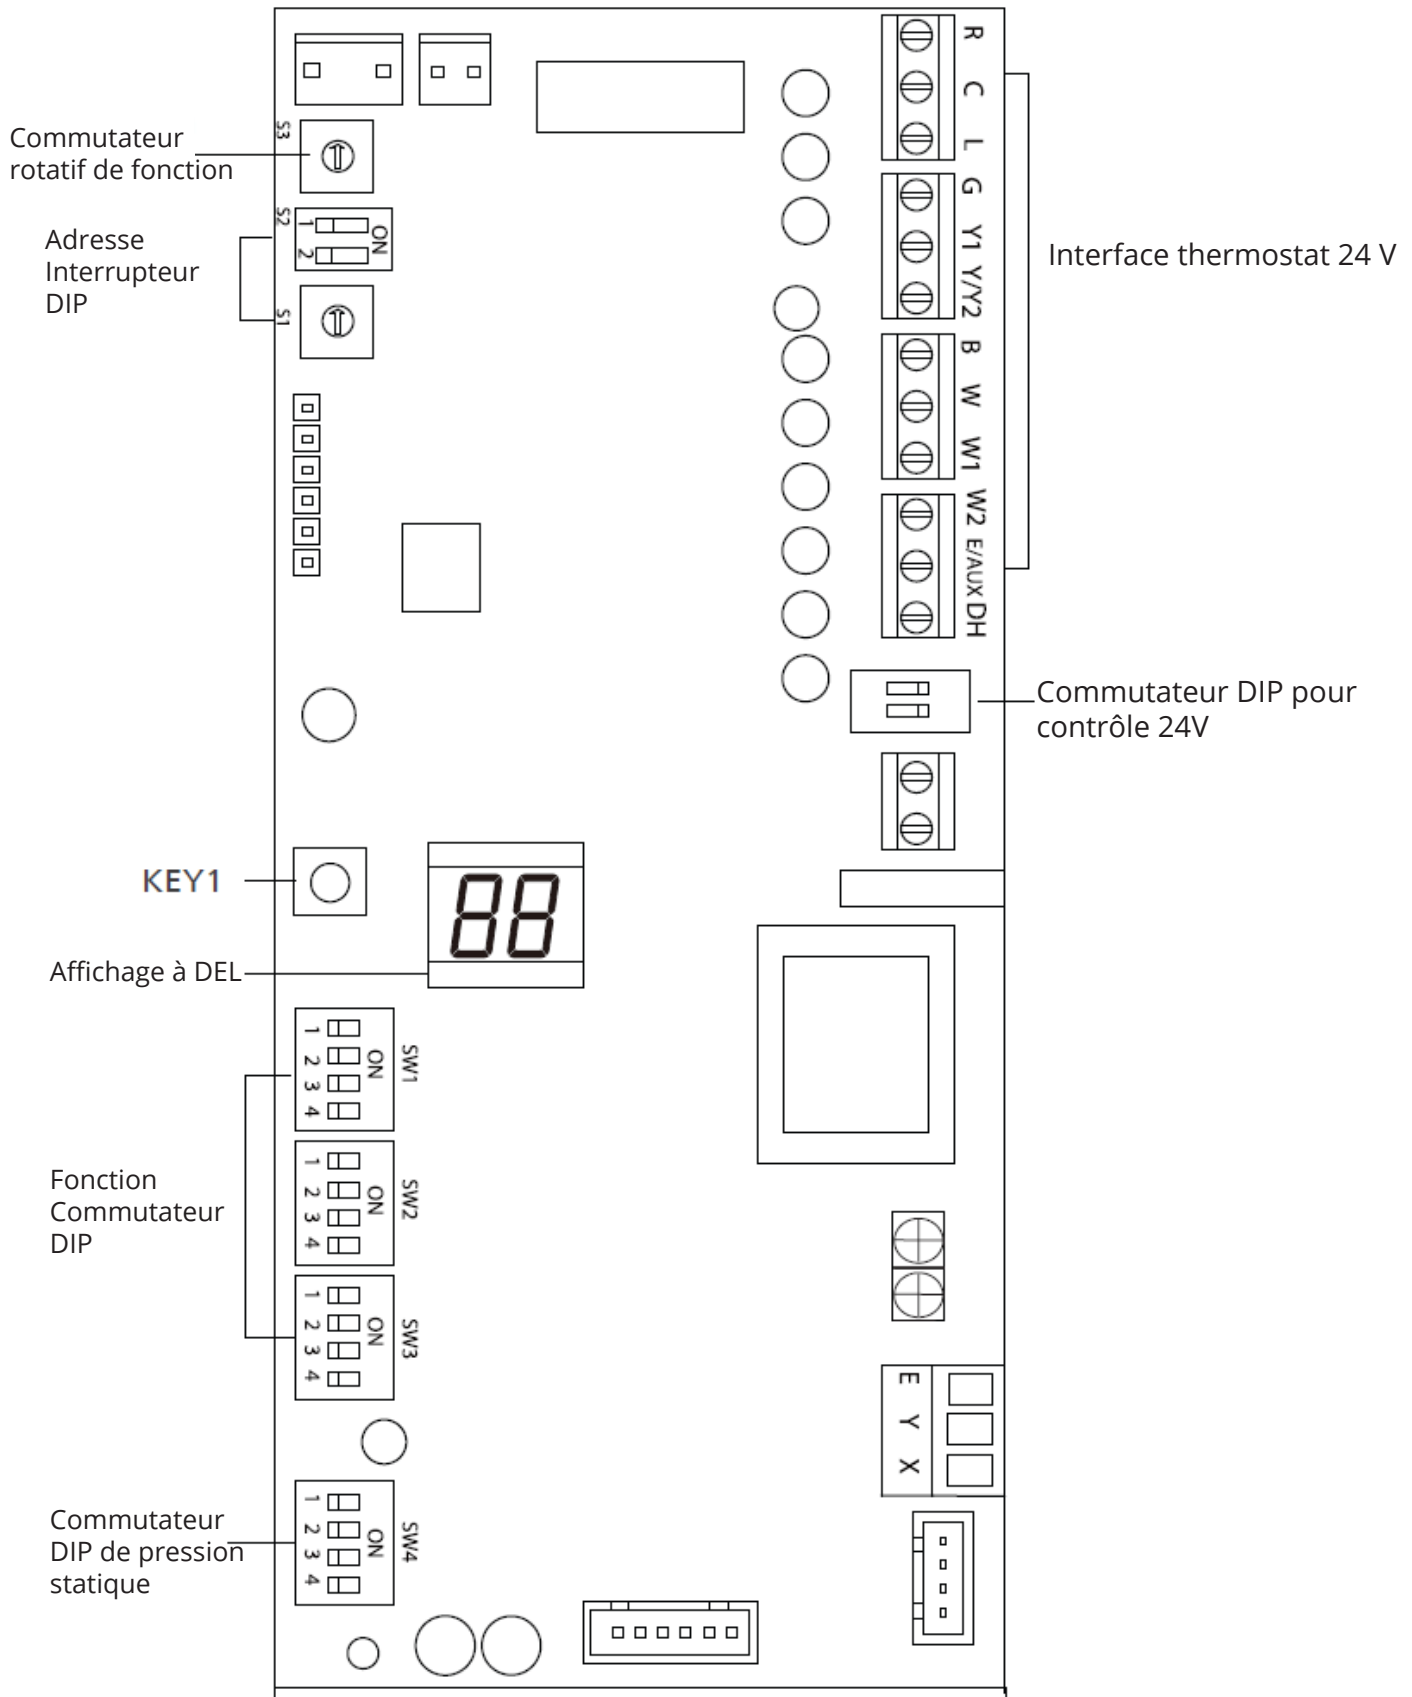 R
C
L
G
Y1
Y/Y2
B
W
W1
W2
E/AUX
DH
Interface thermostat 24 V
Commutateur
rotatif de fonction
S3
Adresse
Interrupteur
DIP
S2
1
2
ON
S1
Commutateur DIP pour
contrôle 24V
KEY1
88
Affichage à DEL
1
2
3
4
ON
SW1
Fonction
Commutateur
DIP
1
2
3
4
ON
SW2
1
2
3
4
ON
SW3
E
Y
X
Commutateur
DIP de pression
statique
1
2
3
4
ON
SW4